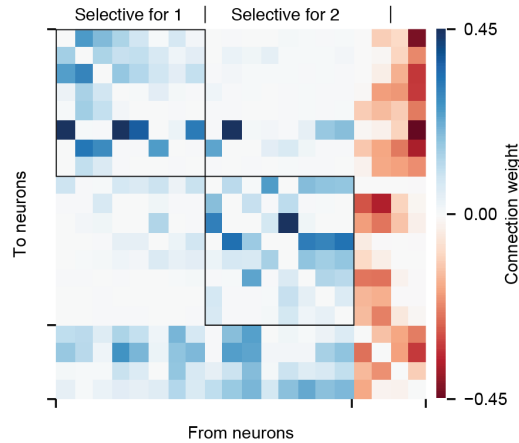 Selective for 1 | Selective for 2 |
0.45
0.00
−0.45
Connection weight
To neurons
From neurons